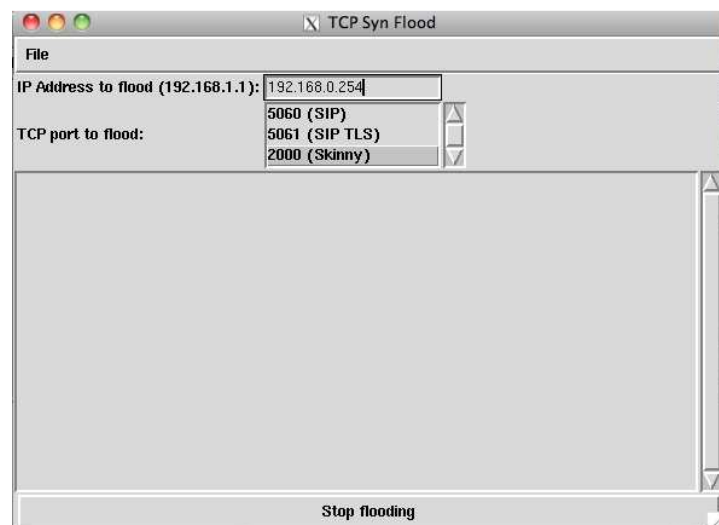 TCP Syn Flood
File
IP Address to flood (192.168.1.1): 192.168.0.254
TCP port to flood:
5060 (SIP)
5061 (SIP TLS)
2000 (Skinny)
Stop flooding